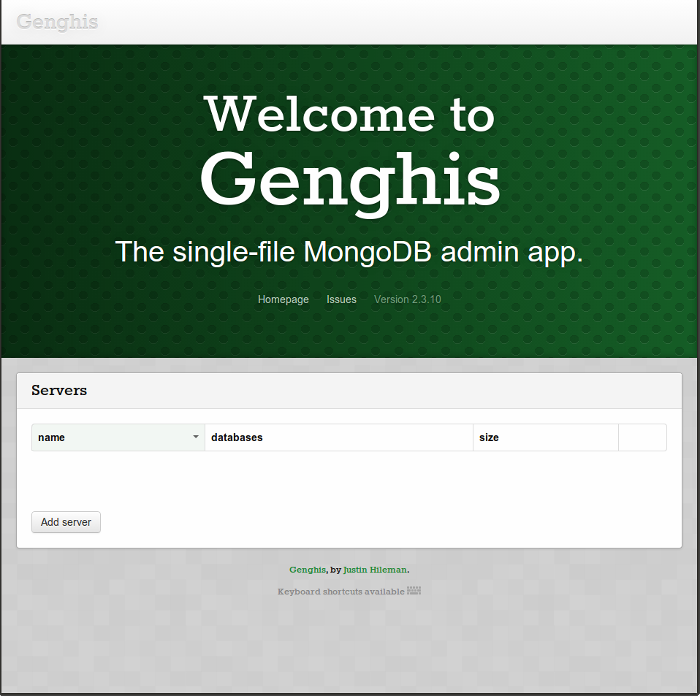 Genghis
Welcome to
Genghis
The single-file MongoDB admin app.
Homepage Issues Version 2.3.10
Servers
name databases size
Add server
Genghis, by Justin Hileman.
Keyboard shortcuts available